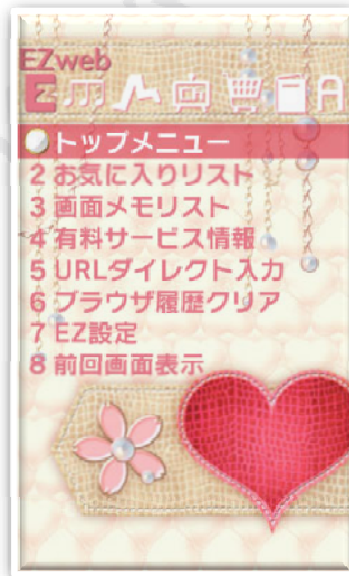 EZweb
トップメニュー
2 お気に入りリスト
3 画面メモリスト
4 有料サービス情報
5 URLダイレクト入力
6 ブラウザ履歴クリア
7 EZ設定
8 前回画面表示